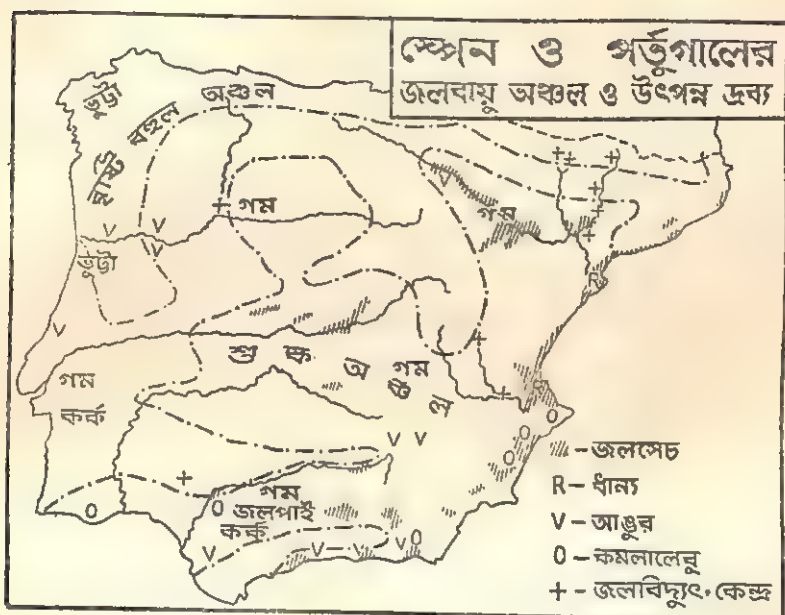 স্পেন ও পর্তুগালের
জলবায়ু অঞ্চল ও উৎপন্ন দ্রব্য
ভুট্টা
বৃষ্টি বহুল অঞ্চল
গম
গম
ভুট্টা
R
শুষ্ক অঞ্চল
গম
গম
কর্ক
R
গম
জলপাই
কর্ক
জলসেচ
R - ধান্য
V - আঙুর
O - কমলালেবু
+ - জলবিদ্যুৎ-কেন্দ্র